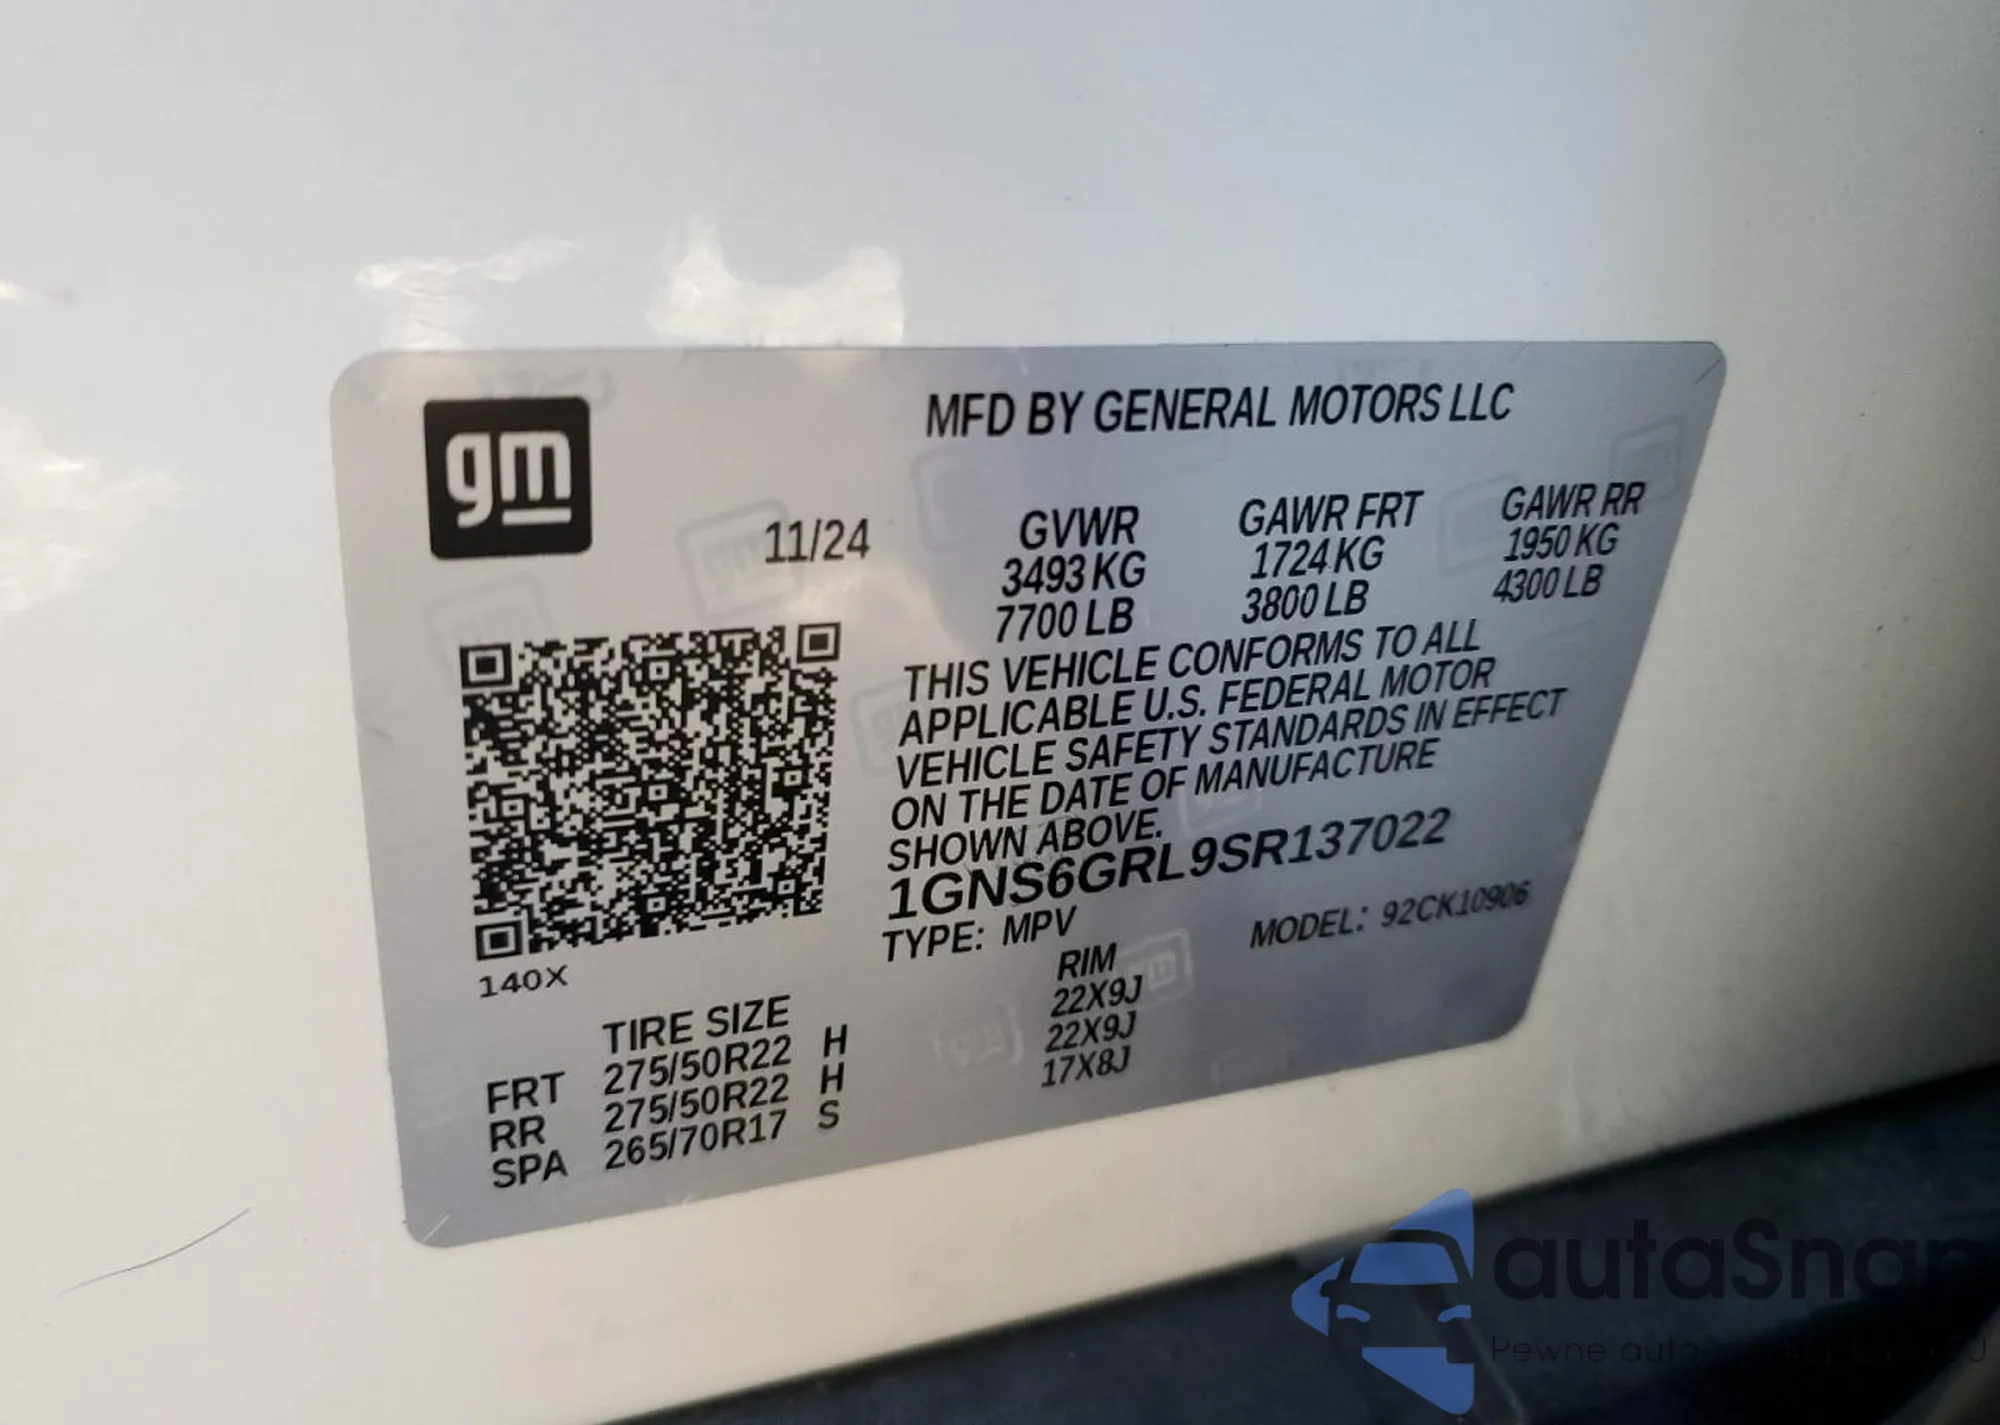 gm
MFD BY GENERAL MOTORS LLC
11/24
GVWR GAWR FRT GAWR RR
3493 KG 1724 KG 1950 KG
7700 LB 3800 LB 4300 LB
THIS VEHICLE CONFORMS TO ALL
APPLICABLE U.S. FEDERAL MOTOR
VEHICLE SAFETY STANDARDS IN EFFECT
ON THE DATE OF MANUFACTURE
SHOWN ABOVE.
1GNS6GRL9SR137022
TYPE: MPV MODEL: 92CK10906
140X
TIRE SIZE RIM
FRT 275/50R22 H 22X9J
RR 275/50R22 H 22X9J
SPA 265/70R17 S 17X8J
autaSnap
Pewne auta